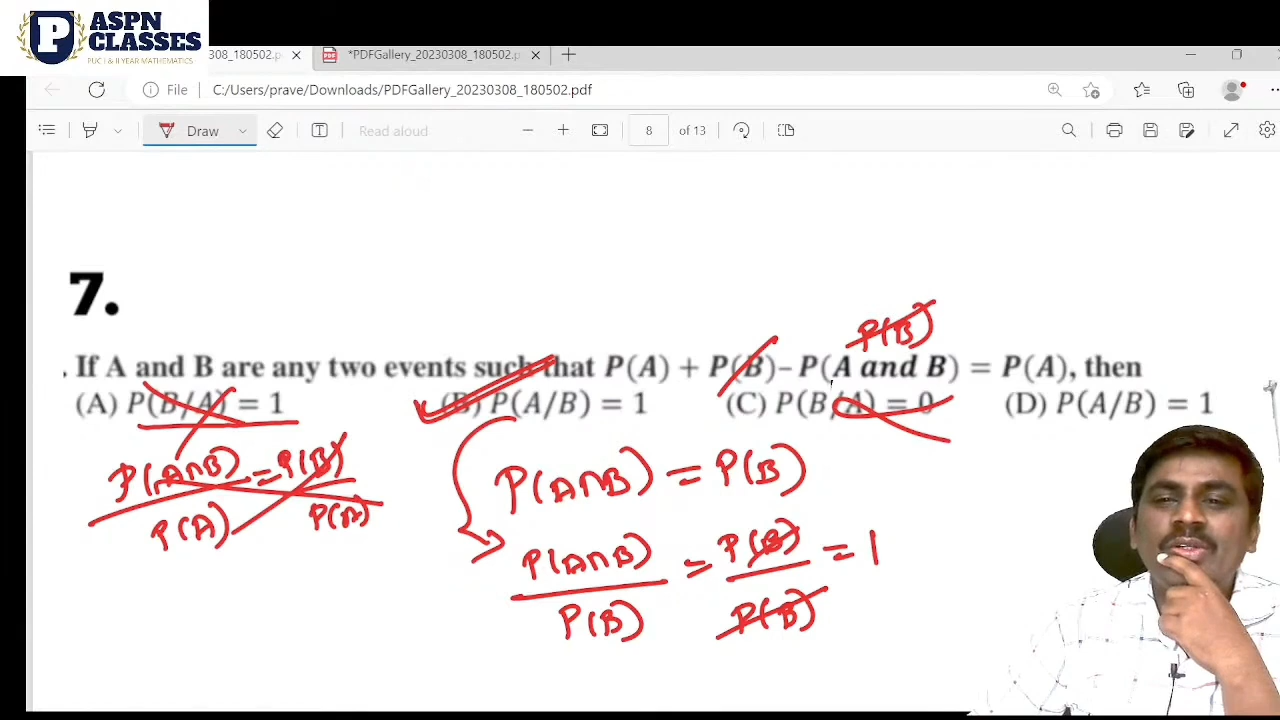 ASPN
CLASSES
PUC I & II YEAR MATHEMATICS
308_180502.p
*PDFGallery_20230308_180502.p
File C:/Users/prave/Downloads/PDFGallery_20230308_180502.pdf
Draw Read aloud 8 of 13
7.
P(B)
. If A and B are any two events such that P(A) + P(B)– P(A and B) = P(A), then
(A) P(B/A) = 1 (B) P(A/B) = 1 (C) P(B/A) = 0 (D) P(A/B) = 1
P(A∩B) = P(B)
P(A) P(A)
P(A∩B) = P(B)
P(A∩B) = P(B) = 1
P(B) P(B)